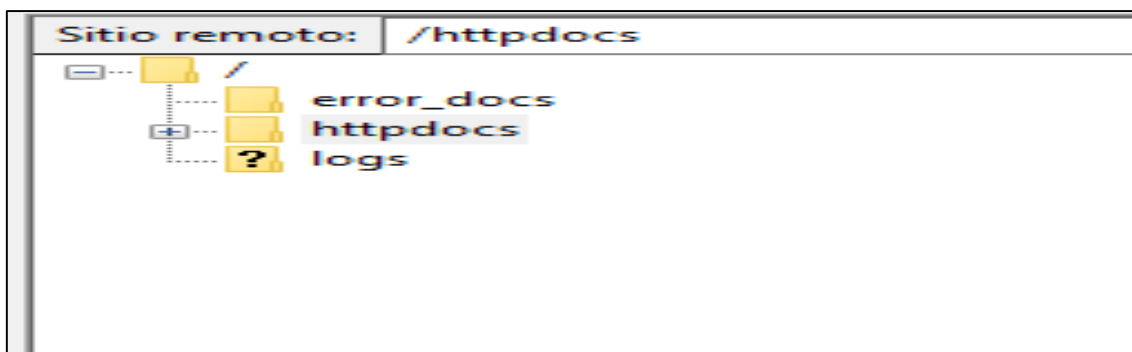 Sitio remoto: /httpdocs
/
error_docs
httpdocs
? logs